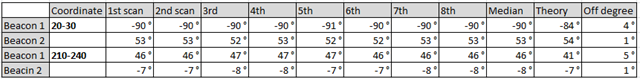 Coordinate 1st scan 2nd scan 3rd 4th 5th 6th 7th 8th Median Theory Off degree
Beacon 1 20-30 -90 ° -90 ° -90 ° -90 ° -91 ° -90 ° -90 ° -90 ° -90 ° -84 ° 4 °
Beacon 2 53 ° 53 ° 52 ° 53 ° 52 ° 52 ° 53 ° 53 ° 53 ° 54 ° 1 °
Beacon 1 210-240 46 ° 46 ° 47 ° 47 ° 46 ° 46 ° 46 ° 46 ° 46 ° 41 ° 5 °
Beacin 2 -7 ° -7 ° -8 ° -8 ° -7 ° -8 ° -8 ° -8 ° -7 ° -7 ° 1 °